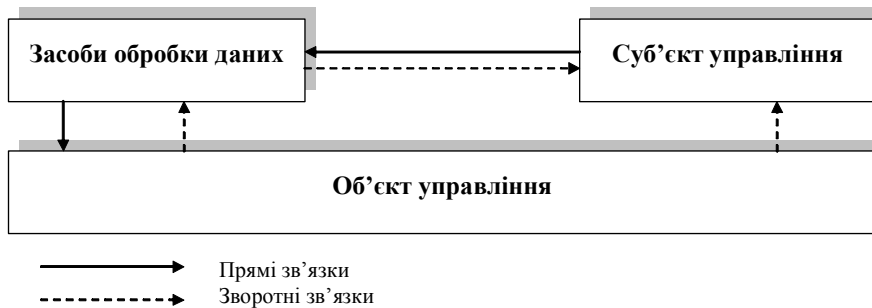 Засоби обробки даних
Суб’єкт управління
Об’єкт управління
Прямі зв’язки
Зворотні зв’язки